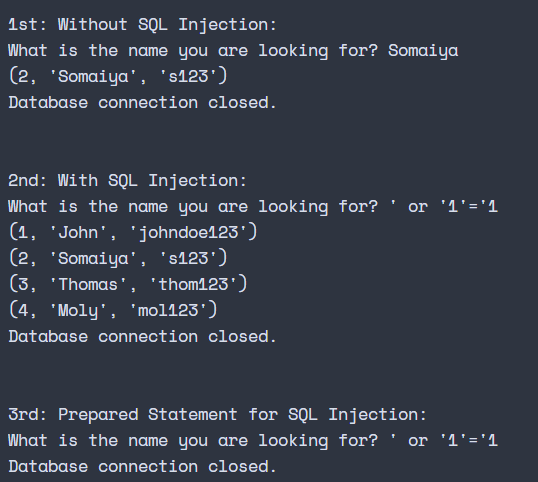 1st: Without SQL Injection:
What is the name you are looking for? Somaiya
(2, 'Somaiya', 's123')
Database connection closed.
2nd: With SQL Injection:
What is the name you are looking for? ' or '1'='1
(1, 'John', 'johndoe123')
(2, 'Somaiya', 's123')
(3, 'Thomas', 'thom123')
(4, 'Moly', 'mol123')
Database connection closed.
3rd: Prepared Statement for SQL Injection:
What is the name you are looking for? ' or '1'='1
Database connection closed.